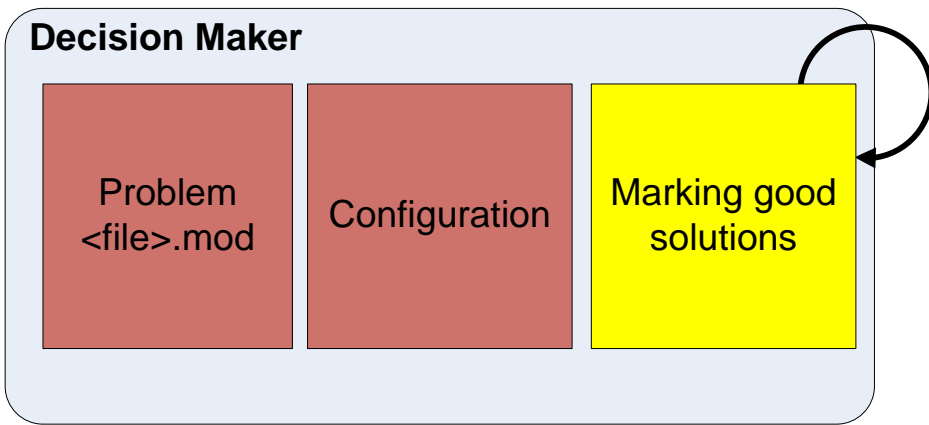 Decision Maker
Problem
<file>.mod
Configuration
Marking good
solutions